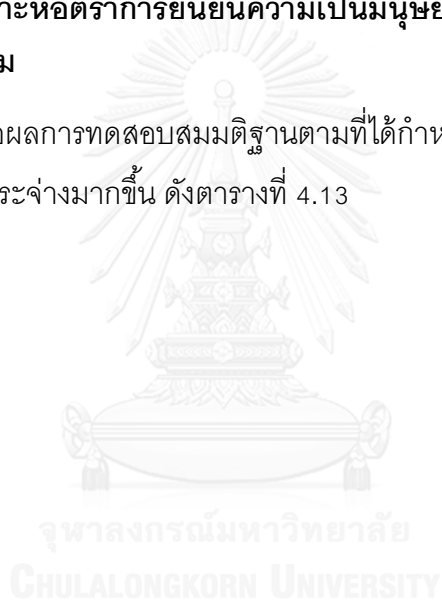 าะห์อัตราการยืนยันความเป็นมนุษย์
ม
อผลการทดสอบสมมติฐานตามที่ได้กำห
ระจ่างมากขึ้น ดังตารางที่ 4.13
จุฬาลงกรณ์มหาวิทยาลัย
CHULALONGKORN UNIVERSITY